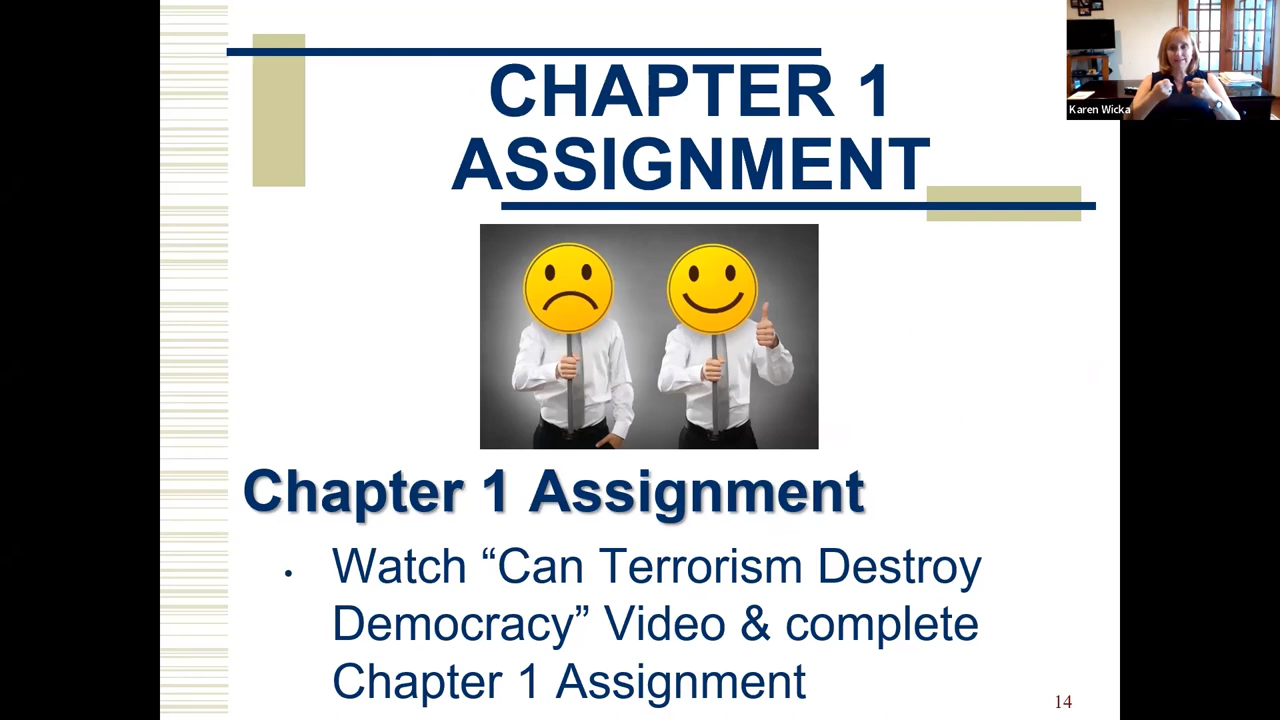 CHAPTER 1
ASSIGNMENT
Karen Wicka
Chapter 1 Assignment
• Watch “Can Terrorism Destroy
Democracy” Video & complete
Chapter 1 Assignment
14